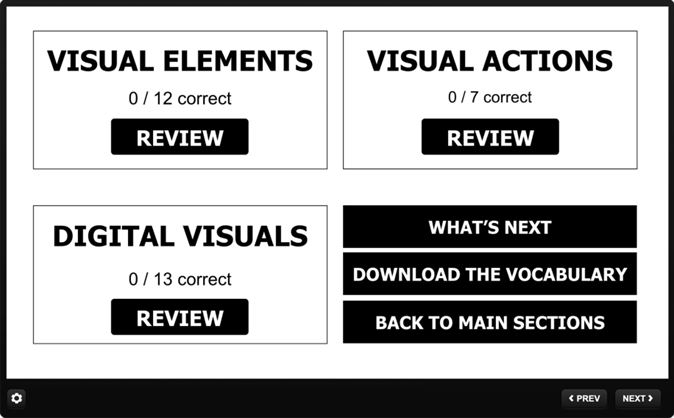 VISUAL ELEMENTS
0 / 12 correct
REVIEW
VISUAL ACTIONS
0 / 7 correct
REVIEW
DIGITAL VISUALS
0 / 13 correct
REVIEW
WHAT’S NEXT
DOWNLOAD THE VOCABULARY
BACK TO MAIN SECTIONS
PREV
NEXT